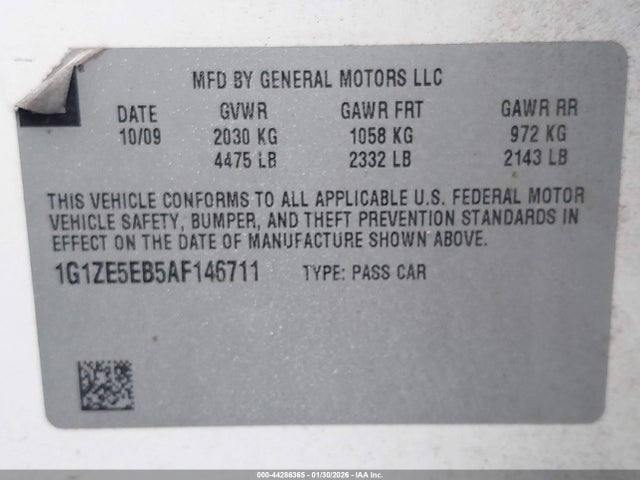 MFD BY GENERAL MOTORS LLC
DATE GVWR GAWR FRT GAWR RR
10/09 2030 KG 1058 KG 972 KG
4475 LB 2332 LB 2143 LB
THIS VEHICLE CONFORMS TO ALL APPLICABLE U.S. FEDERAL MOTOR
VEHICLE SAFETY, BUMPER, AND THEFT PREVENTION STANDARDS IN
EFFECT ON THE DATE OF MANUFACTURE SHOWN ABOVE.
1G1ZE5EB5AF146711 TYPE: PASS CAR
000-44286365 - 01/30/2026 - IAA Inc.